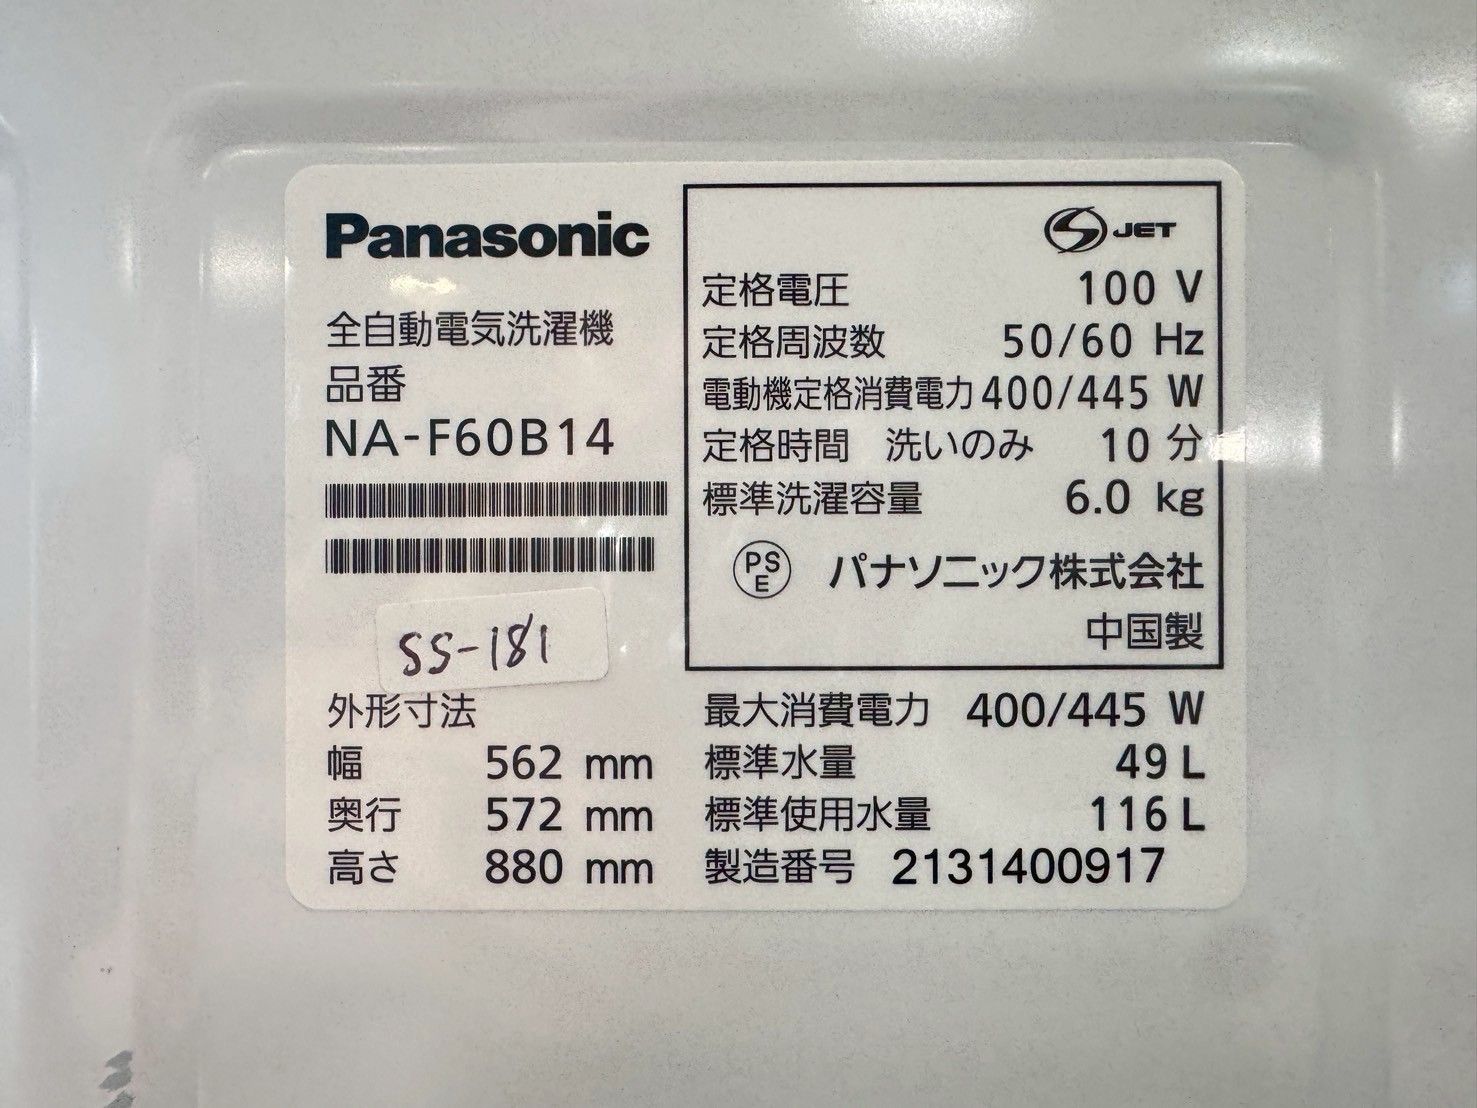 Panasonic
全自動電気洗濯機
品番
NA-F60B14
SS-181
外形寸法
幅 562 mm
奥行 572 mm
高さ 880 mm
S JET
定格電圧 100 V
定格周波数 50/60 Hz
電動機定格消費電力 400/445 W
定格時間 洗いのみ 10 分
標準洗濯容量 6.0 kg
PS E パナソニック株式会社
中国製
最大消費電力 400/445 W
標準水量 49 L
標準使用水量 116 L
製造番号 2131400917